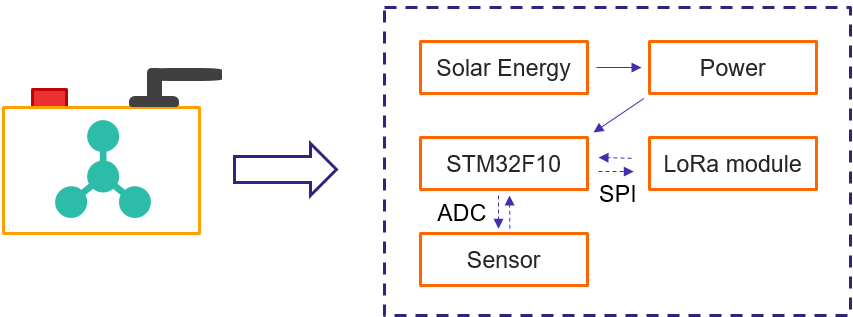 Solar Energy
Power
STM32F10
LoRa module
SPI
ADC
Sensor